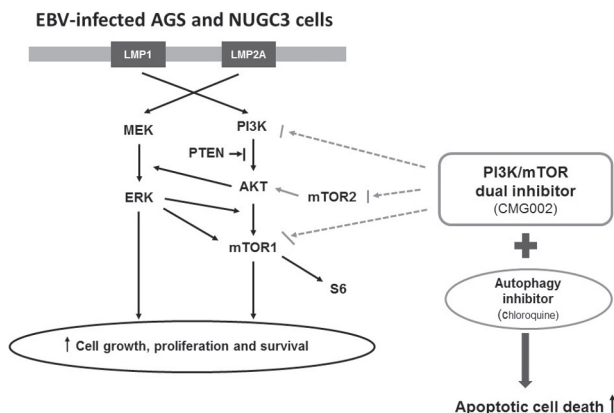 EBV-infected AGS and NUGC3 cells
LMP1
LMP2A
MEK
PI3K
PTEN
AKT
mTOR2
ERK
mTOR1
S6
↑ Cell growth, proliferation and survival
PI3K/mTOR
dual inhibitor
(CMG002)
+
Autophagy
inhibitor
(chloroquine)
Apoptotic cell death ↑